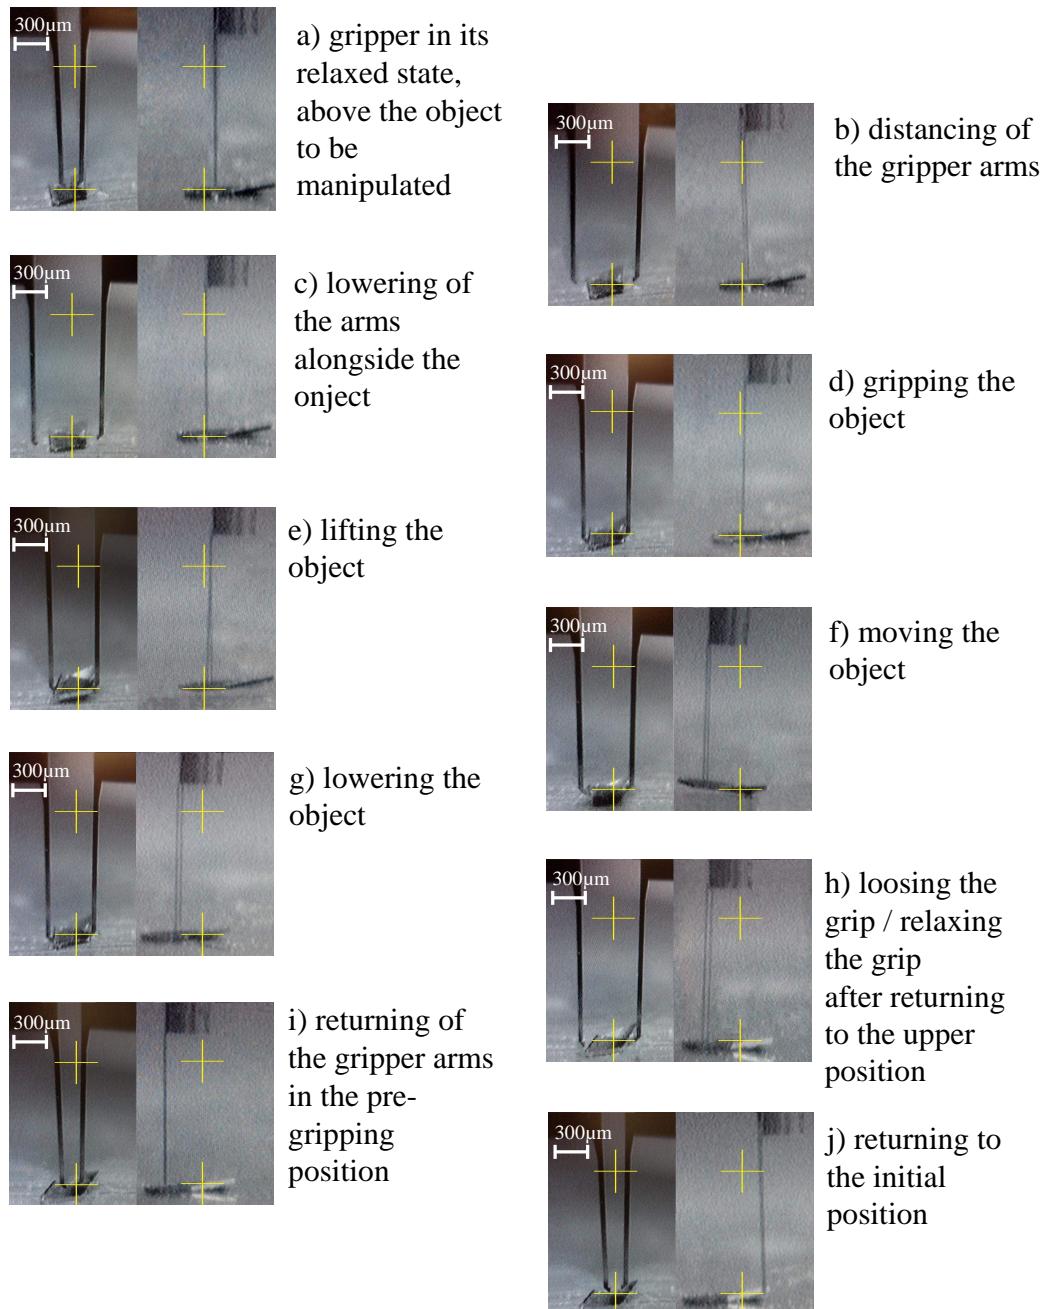 300µm
a) gripper in its
relaxed state,
above the object
to be
manipulated
300µm
b) distancing of
the gripper arms
300µm
c) lowering of
the arms
alongside the
onject
300µm
d) gripping the
object
300µm
e) lifting the
object
300µm
f) moving the
object
300µm
g) lowering the
object
300µm
h) loosing the
grip / relaxing
the grip
after returning
to the upper
position
300µm
i) returning of
the gripper arms
in the pre-
gripping
position
300µm
j) returning to
the initial
position